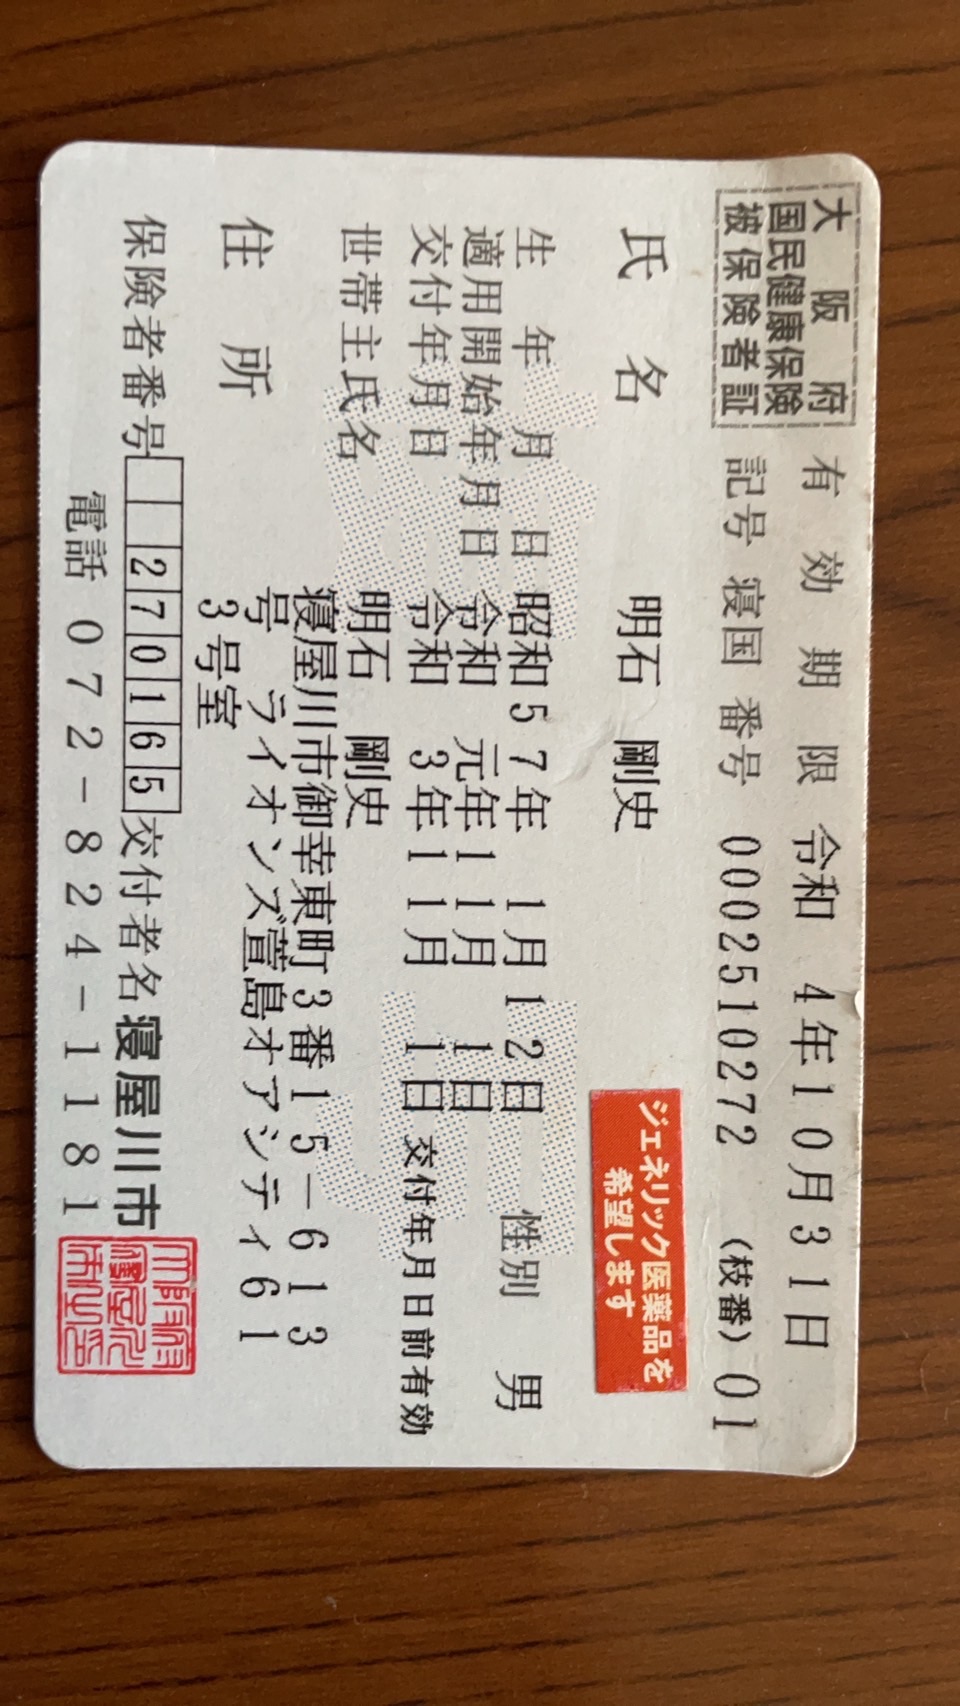 大阪府
国民健康保険
被保険者証
有効期限 令和 4年10月31日
記号 寝国 番号 0002510272 (枝番) 01
氏名 明石 剛史
ジェネリック医薬品を
希望します
生年月日 昭和57年 1月12日 性別 男
適用開始年月日 令和 元年11月 1日
交付年月日 令和 3年11月 1日 交付年月日前有効
世帯主氏名 明石 剛史
住所 寝屋川市御幸東町3番15-613
号 ライオンズ萱島オアシティ61
3号室
保険者番号 270165 交付者名 寝屋川市
電話 072-824-1181